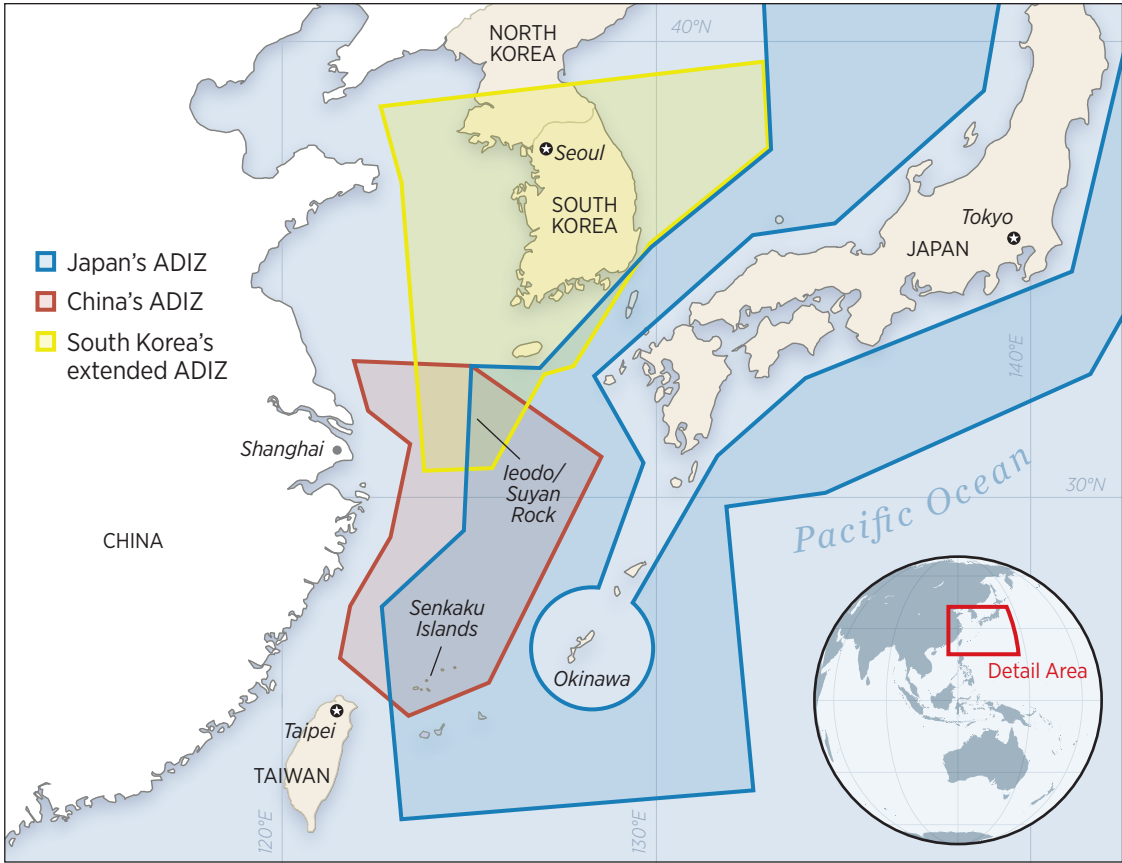 NORTH
KOREA
40°N
Seoul
SOUTH
KOREA
Tokyo
JAPAN
Japan's ADIZ
China's ADIZ
South Korea's
extended ADIZ
140°E
Shanghai
Ieodo/
Suyan
Rock
30°N
Pacific Ocean
CHINA
Senkaku
Islands
Okinawa
Detail Area
Taipei
TAIWAN
120°E
130°E